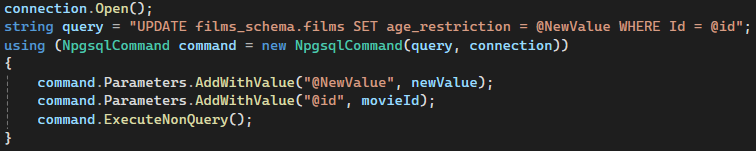 connection.Open();
string query = "UPDATE films_schema.films SET age_restriction = @NewValue WHERE Id = @id";
using (NpgsqlCommand command = new NpgsqlCommand(query, connection))
{
    command.Parameters.AddWithValue("@NewValue", newValue);
    command.Parameters.AddWithValue("@id", movieId);
    command.ExecuteNonQuery();
}